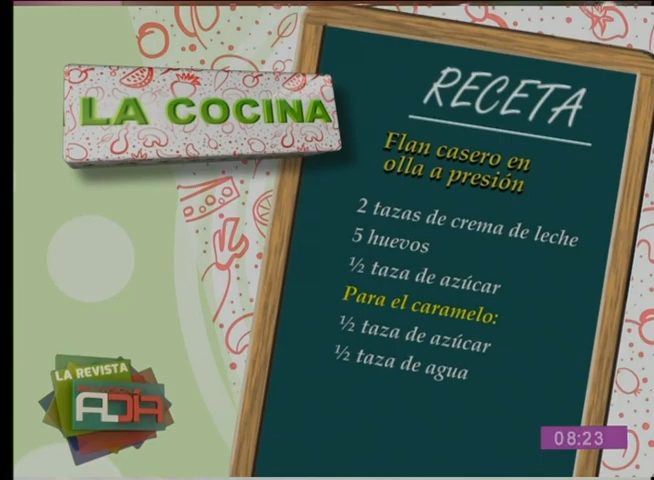 LA COCINA
RECETA
Flan casero en
olla a presión
2 tazas de crema de leche
5 huevos
½ taza de azúcar
Para el caramelo:
½ taza de azúcar
½ taza de agua
LA REVISTA
ALDÍA
08:23